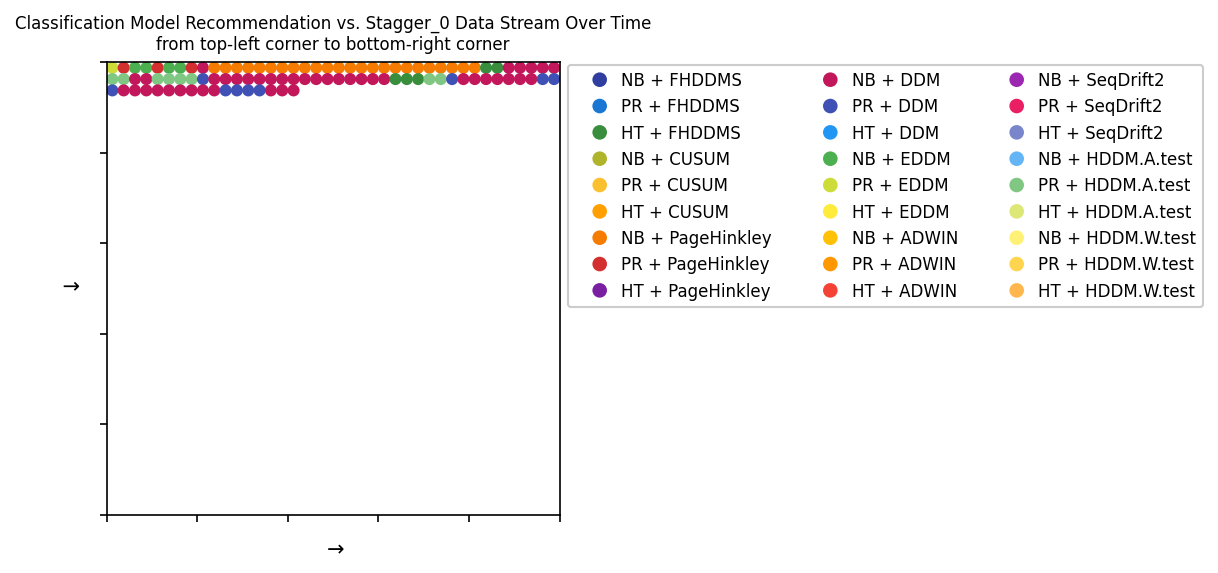 Classification Model Recommendation vs. Stagger_0 Data Stream Over Time
from top-left corner to bottom-right corner
NB + FHDDMS
PR + FHDDMS
HT + FHDDMS
NB + CUSUM
PR + CUSUM
HT + CUSUM
NB + PageHinkley
PR + PageHinkley
HT + PageHinkley
NB + DDM
PR + DDM
HT + DDM
NB + EDDM
PR + EDDM
HT + EDDM
NB + ADWIN
PR + ADWIN
HT + ADWIN
NB + SeqDrift2
PR + SeqDrift2
HT + SeqDrift2
NB + HDDM.A.test
PR + HDDM.A.test
HT + HDDM.A.test
NB + HDDM.W.test
PR + HDDM.W.test
HT + HDDM.W.test
→
→